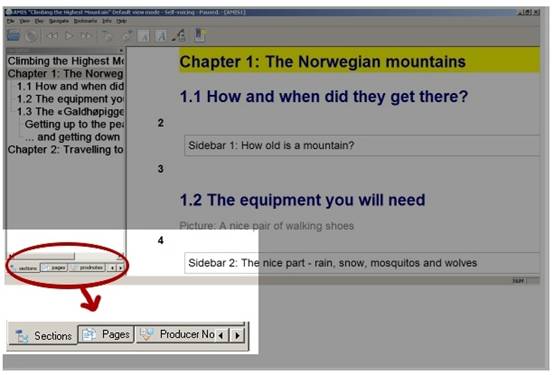 AMIS "Climbing the Highest Mountain" Default view mode - Self-voicing - Paused. - [AMIS1]
File View Play Navigate Bookmarks Info Help
Climbing the Highest Mo
Chapter 1: The Norweg
1.1 How and when did
1.2 The equipment you
1.3 The «Galdhøpigge
Getting up to the pea
... and getting down
Chapter 2: Travelling to
sections pages prodnotes
Chapter 1: The Norwegian mountains
1.1 How and when did they get there?
2
Sidebar 1: How old is a mountain?
3
1.2 The equipment you will need
Picture: A nice pair of walking shoes
4
Sidebar 2: The nice part - rain, snow, mosquitos and wolves
NUM
Sections Pages Producer No